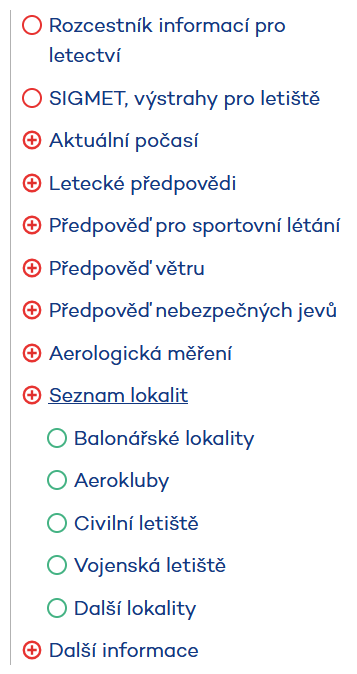 Rozcestník informací pro
letectví
SIGMET, výstrahy pro letiště
Aktuální počasí
Letecké předpovědi
Předpověď pro sportovní létání
Předpověď větru
Předpověď nebezpečných jevů
Aerologická měření
Seznam lokalit
Balonářské lokality
Aerokluby
Civilní letiště
Vojenská letiště
Další lokality
Další informace